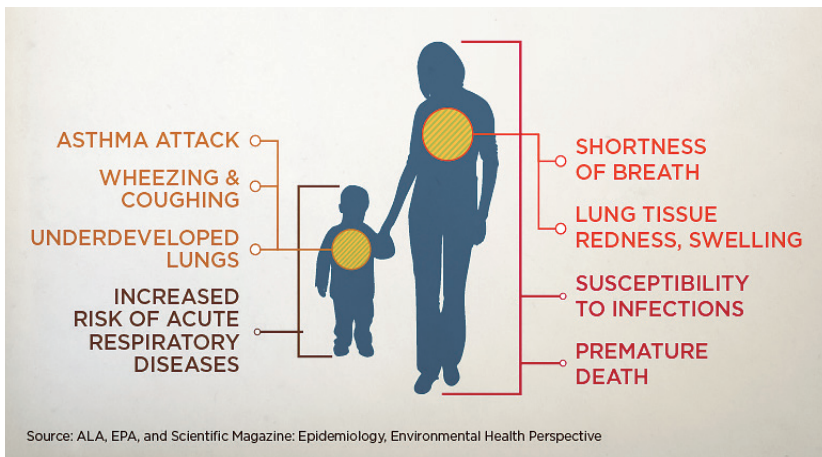 ASTHMA ATTACK
WHEEZING &
COUGHING
UNDERDEVELOPED
LUNGS
INCREASED
RISK OF ACUTE
RESPIRATORY
DISEASES
SHORTNESS
OF BREATH
LUNG TISSUE
REDNESS, SWELLING
SUSCEPTIBILITY
TO INFECTIONS
PREMATURE
DEATH
Source: ALA, EPA, and Scientific Magazine: Epidemiology, Environmental Health Perspective